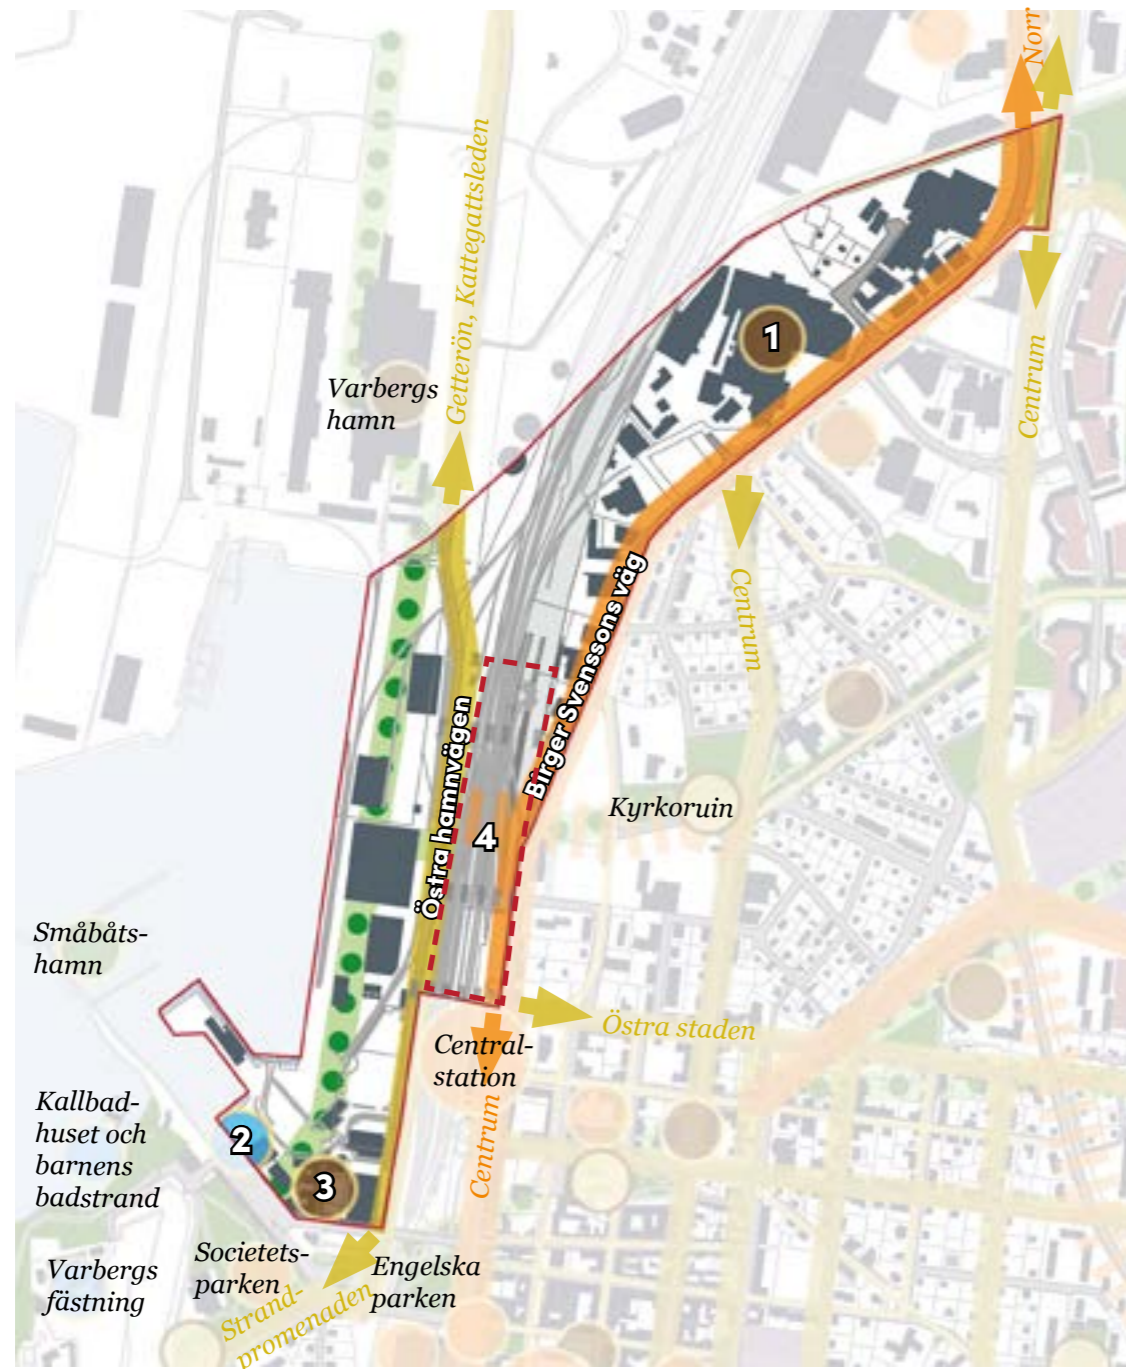 Norr
Getterön, Kattegattsleden
1
Centrum
Varbergs
hamn
Centrum
Birger Svenssons väg
Östra hamnvägen
Kyrkoruin
4
Småbåts-
hamn
Östra staden
Central-
station
Centrum
Kallbad-
huset och
barnens
badstrand
2
3
Societets-
parken
Engelska
parken
Varbergs
fästning
Strand-
promenaden